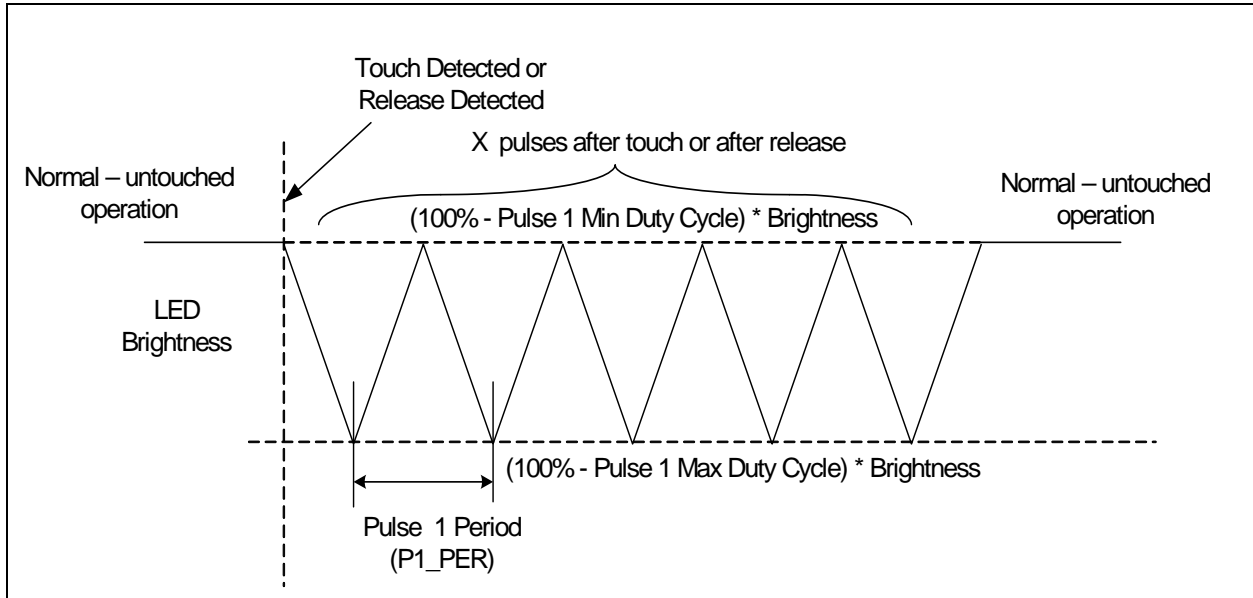 Touch Detected or
Release Detected
X pulses after touch or after release
Normal – untouched
operation
Normal – untouched
operation
(100% - Pulse 1 Min Duty Cycle) * Brightness
LED
Brightness
(100% - Pulse 1 Max Duty Cycle) * Brightness
Pulse 1 Period
(P1_PER)